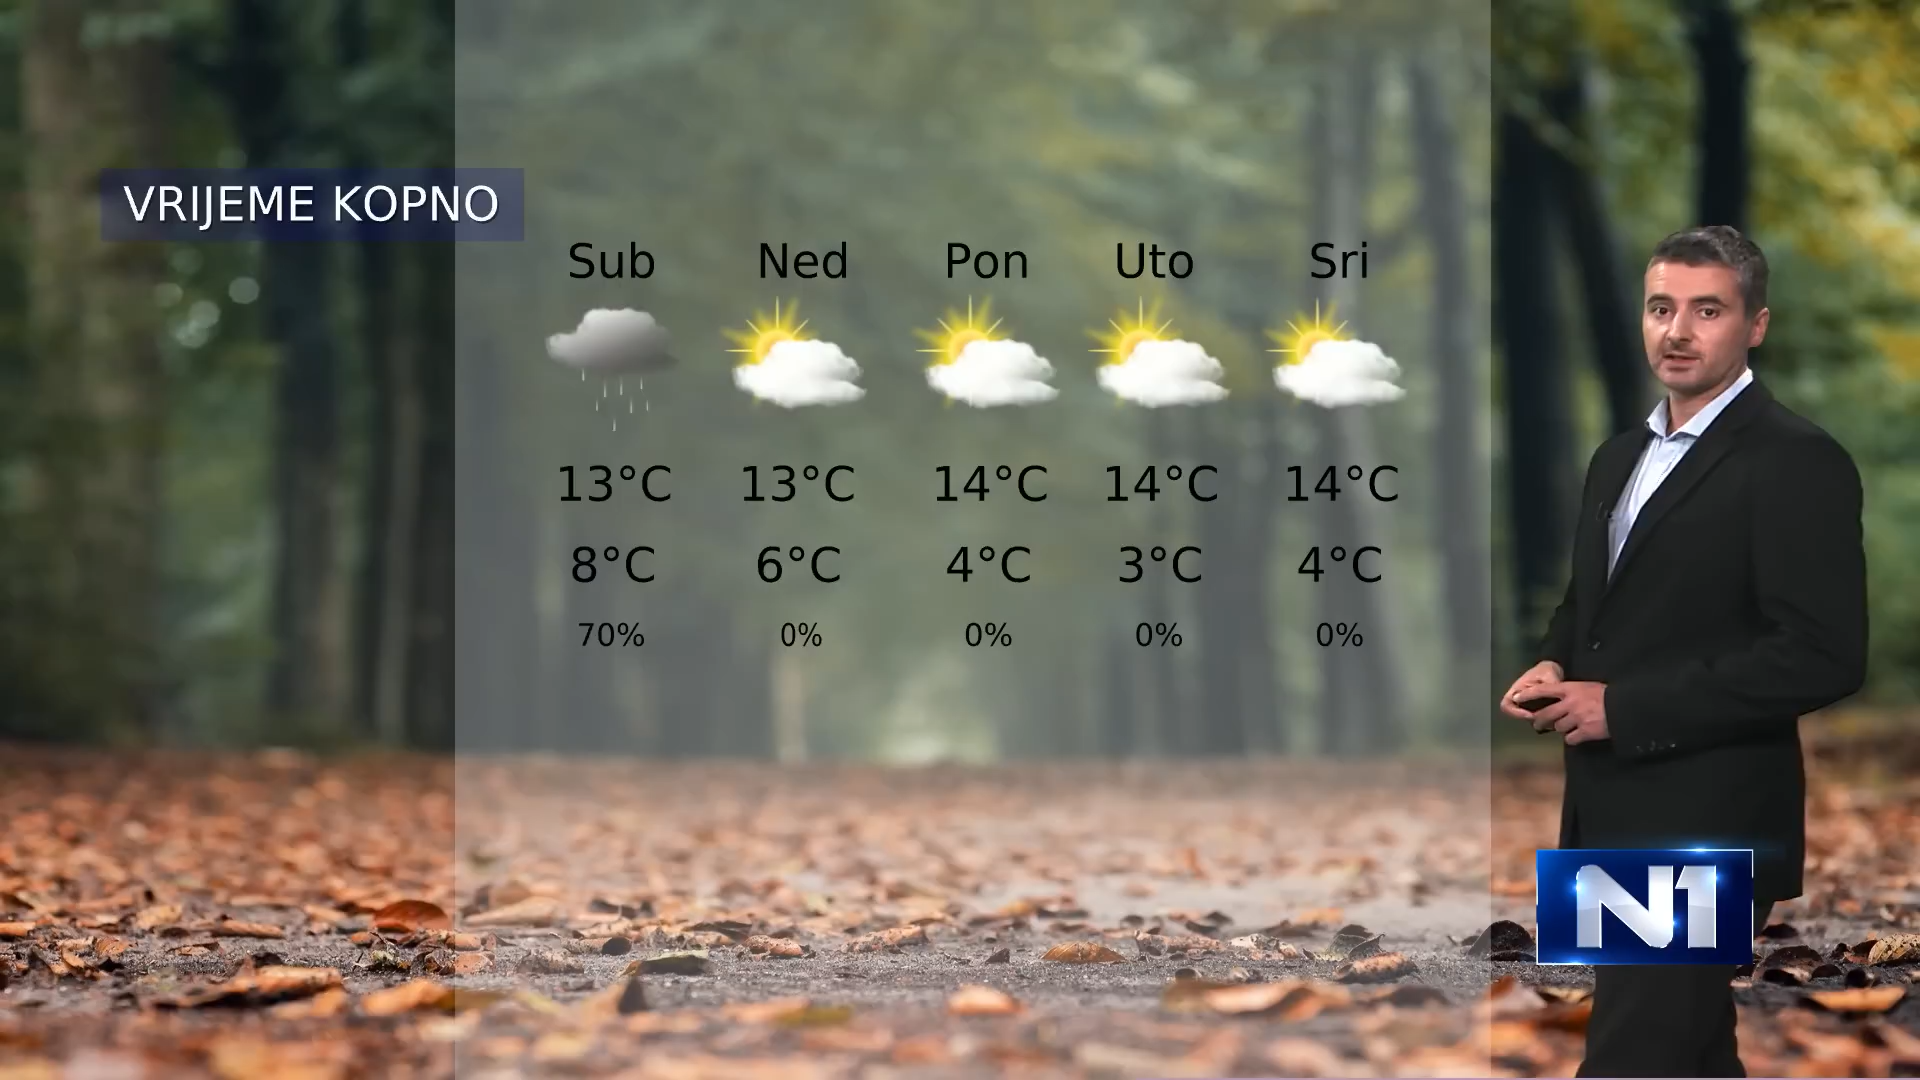 VRIJEME KOPNO
Sub Ned Pon Uto Sri
13°C 13°C 14°C 14°C 14°C
8°C 6°C 4°C 3°C 4°C
70% 0% 0% 0% 0%
N1